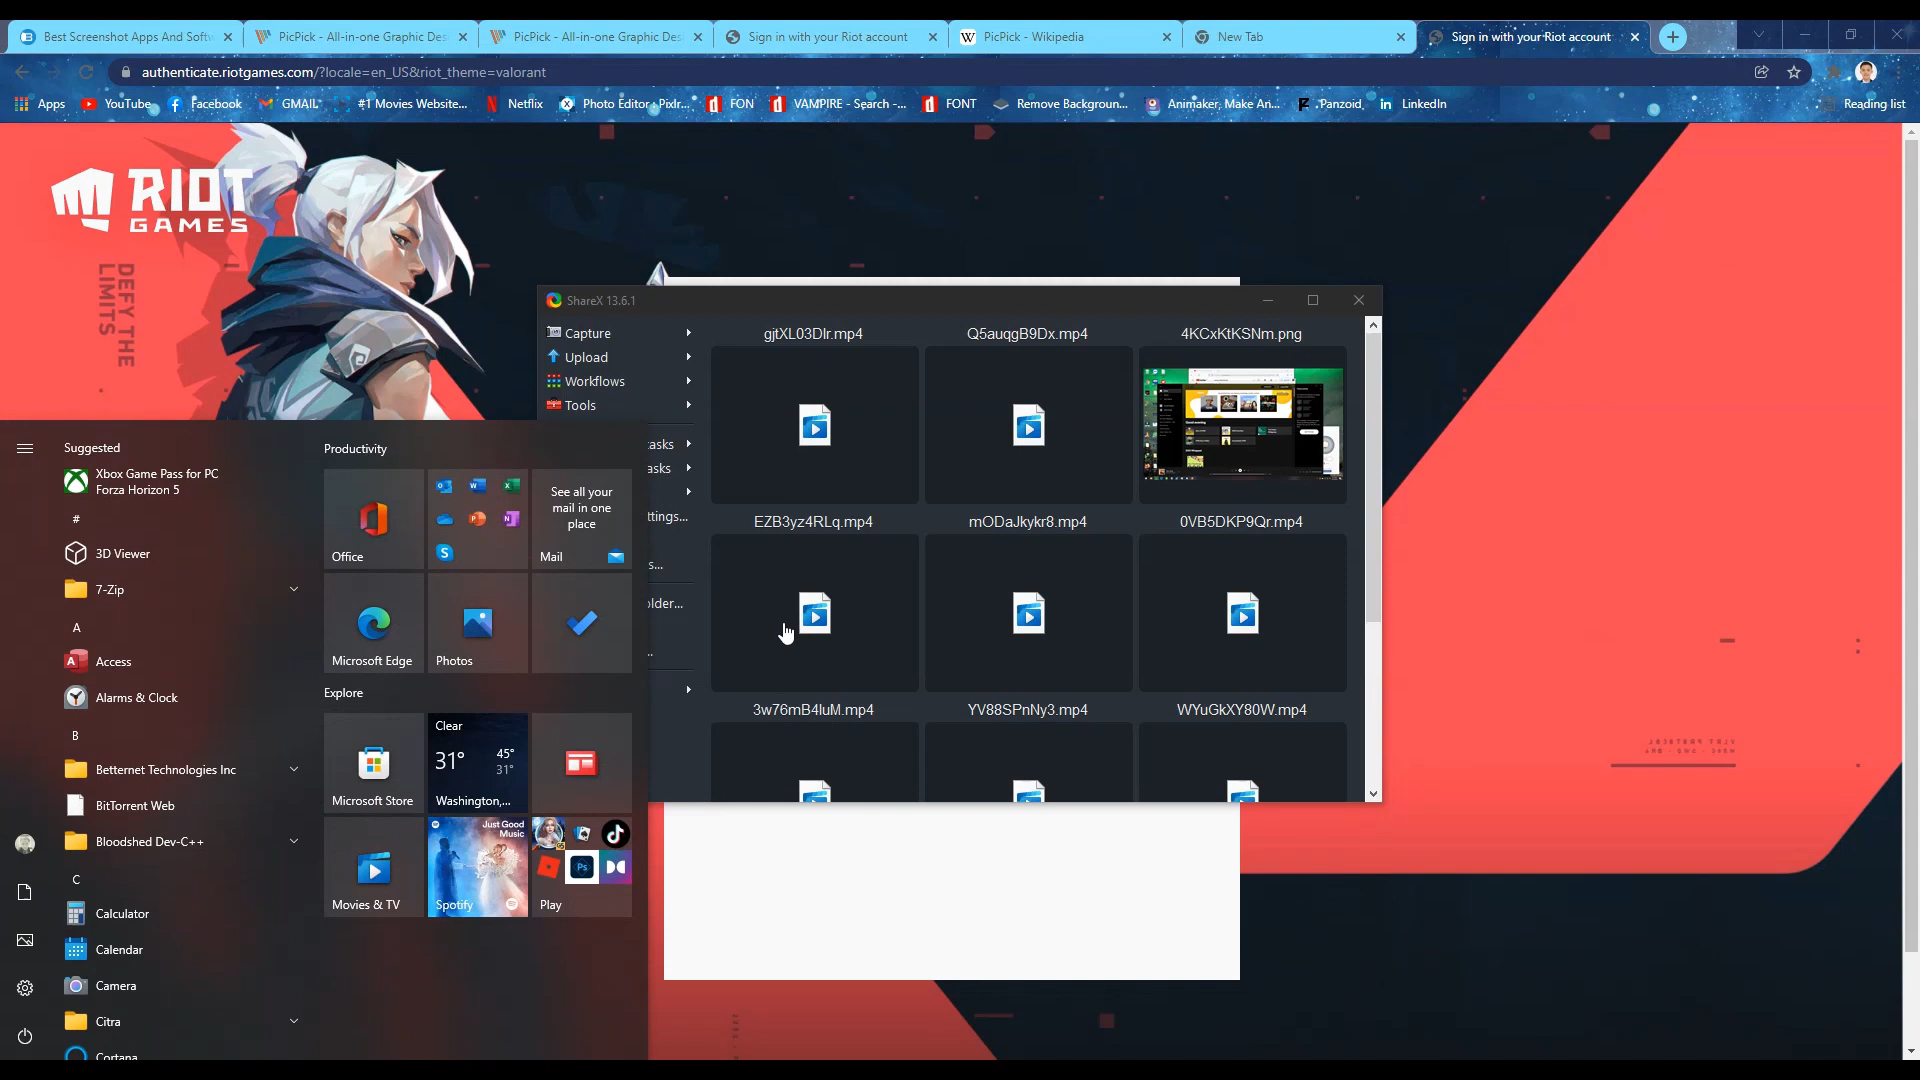 Best Screenshot Apps And Softw
PicPick - All-in-one Graphic Des
PicPick - All-in-one Graphic Des
Sign in with your Riot account
PicPick - Wikipedia
New Tab
Sign in with your Riot account
authenticate.riotgames.com/?locale=en_US&riot_theme=valorant
Apps
YouTube
Facebook
GMAIL
#1 Movies Website...
Netflix
Photo Editor : Pixlr...
FON
VAMPIRE - Search -...
FONT
Remove Backgroun...
Animaker, Make An...
Panzoid
LinkedIn
Reading list
RIOT
GAMES
DEFY THE
LIMITS
ShareX 13.6.1
Capture
Upload
Workflows
Tools
tasks
asks
ttings...
s...
older...
...
gjtXL03DIr.mp4
Q5auqgB9Dx.mp4
4KCxKtKSNm.png
EZB3yz4RLq.mp4
mODaJkykr8.mp4
0VB5DKP9Qr.mp4
3w76mB4luM.mp4
YV88SPnNy3.mp4
WYuGkXY80W.mp4
Suggested
Xbox Game Pass for PC
Forza Horizon 5
#
3D Viewer
7-Zip
A
Access
Alarms & Clock
B
Betternet Technologies Inc
BitTorrent Web
Bloodshed Dev-C++
C
Calculator
Calendar
Camera
Citra
Cortana
Productivity
Office
See all your
mail in one
place
Mail
Microsoft Edge
Photos
Explore
Microsoft Store
Clear
31°
45°
31°
Washington,...
Movies & TV
Just Good
Music
Spotify
Ps
Play